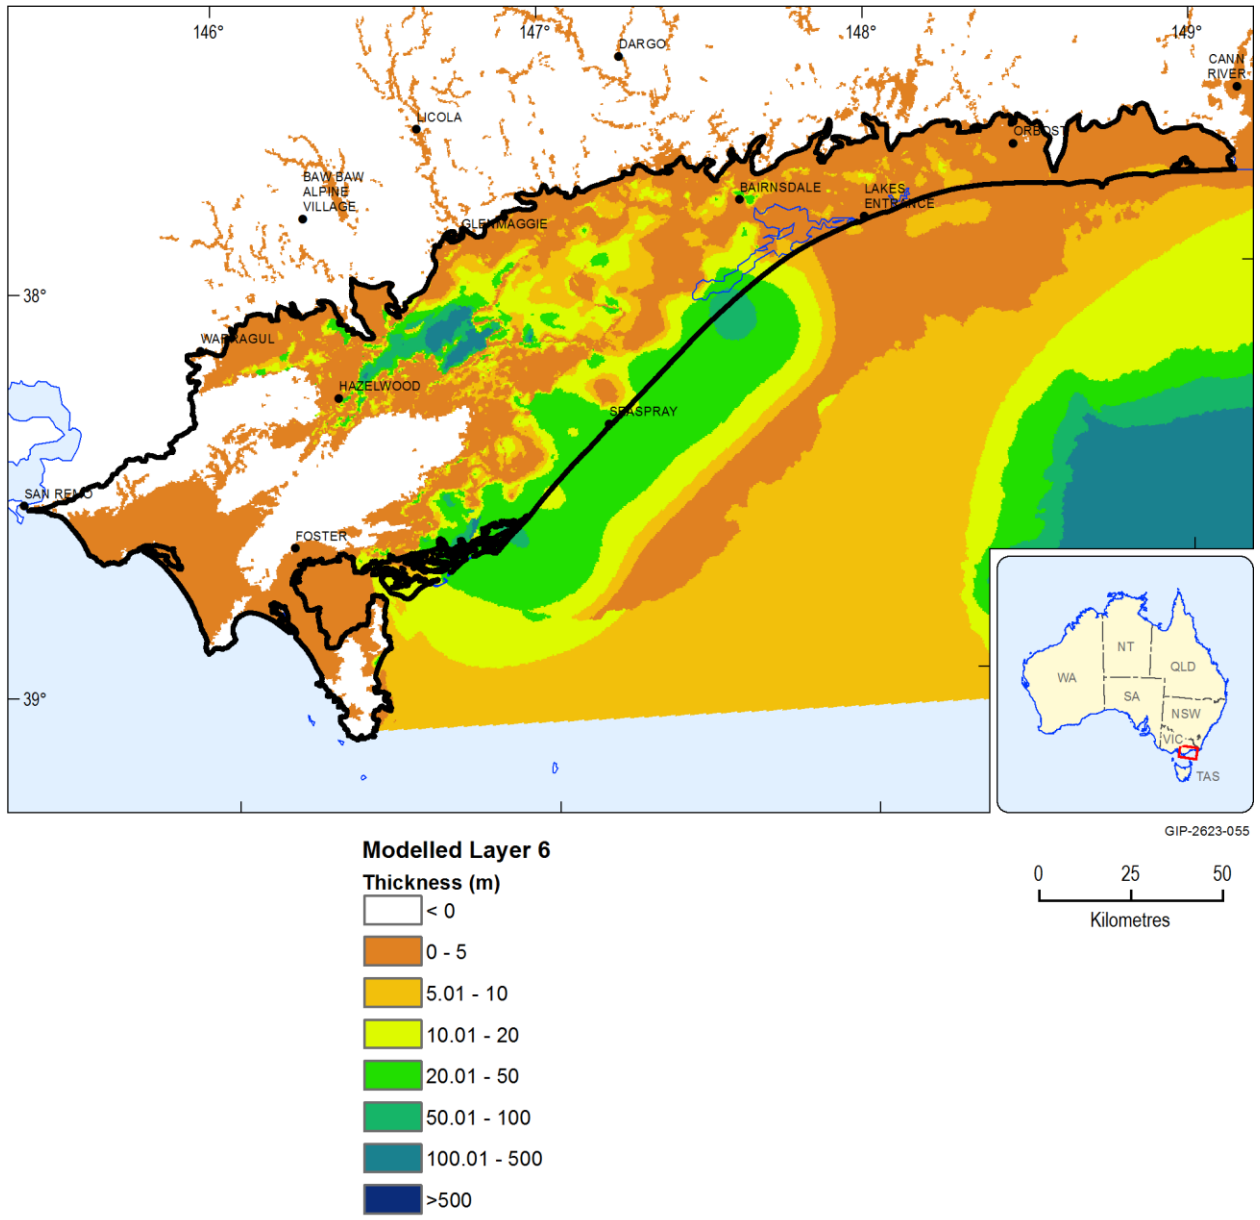 146°
147°
148°
149°
DARGO
CANN
RIVER
LICOLA
ORBOST
BAW BAW
ALPINE
VILLAGE
BAIRNSDALE
LAKES
ENTRANCE
GLENMAGGIE
38°
WARRAGUL
HAZELWOOD
SEASPRAY
SAN REMO
FOSTER
39°
NT
QLD
WA
SA
NSW
VIC
TAS
GIP-2623-055
Modelled Layer 6
Thickness (m)
< 0
0 - 5
5.01 - 10
10.01 - 20
20.01 - 50
50.01 - 100
100.01 - 500
>500
0 25 50
Kilometres